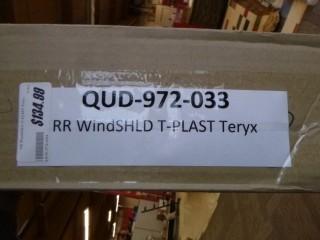 $134.99
QUD-972-033
RR WindSHLD T-PLAST Teryx